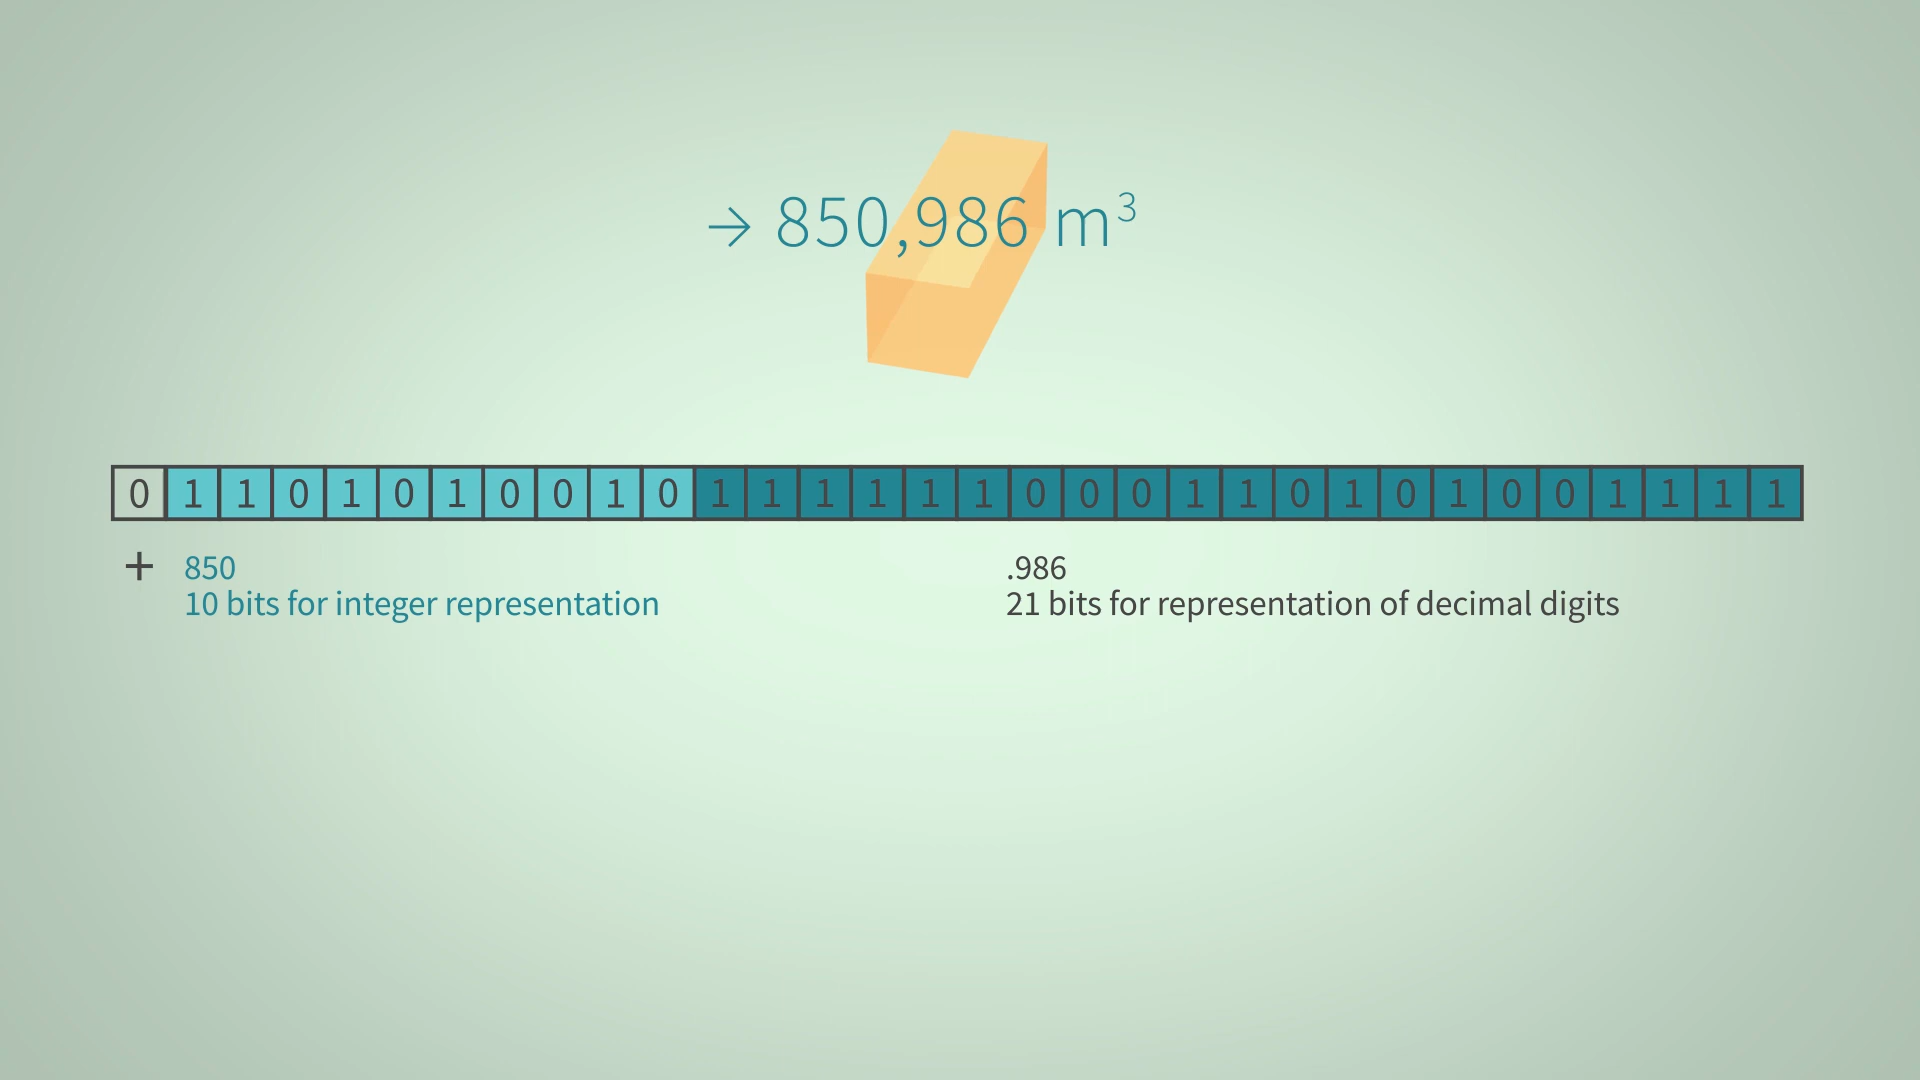 → 850,986 m³
0 1 1 0 1 0 1 0 0 1 0 1 1 1 1 1 1 0 0 0 1 1 0 1 0 1 0 0 1 1 1 1
+
850
10 bits for integer representation
.986
21 bits for representation of decimal digits